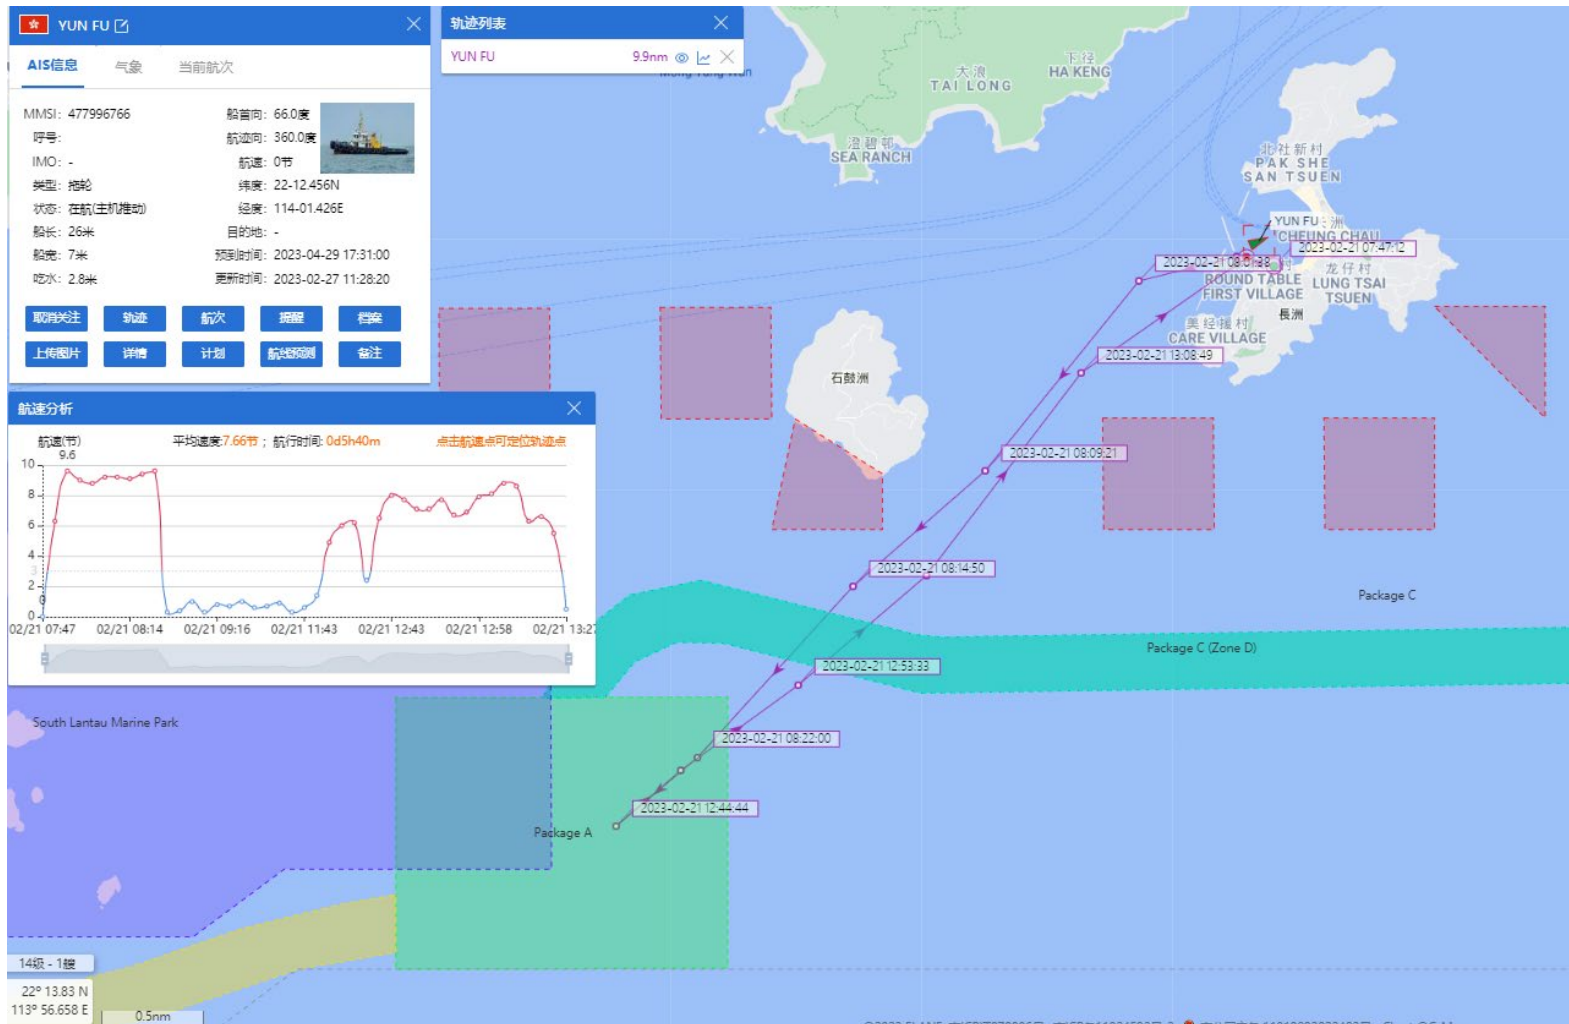 YUN FU
AIS信息 气象 当前航次
MMSI: 477996766 船首向: 66.0度
呼号: 航迹向: 360.0度
IMO: - 航速: 0节
类型: 拖轮 纬度: 22-12.456N
状态: 在航(主机推动) 经度: 114-01.426E
船长: 26米 目的地: -
船宽: 7米 预到时间: 2023-04-29 17:31:00
吃水: 2.8米 更新时间: 2023-02-27 11:28:20
取消关注 轨迹 航次 提醒 档案
上传图片 详情 计划 航线预测 备注
轨迹列表
YUN FU 9.9nm
大浪
TAI LONG
下径
HA KENG
澄碧邨
SEA RANCH
北社新村
PAK SHE
SAN TSUEN
YUN FU 洲
CHEUNG CHAU
2023-02-21 07:47:12
2023-02-21 08:01:38
村
ROUND TABLE
FIRST VILLAGE
龙仔村
LUNG TSAI
TSUEN
美经援村
CARE VILLAGE
長洲
2023-02-21 13:08:49
石鼓洲
2023-02-21 08:09:21
2023-02-21 08:14:50
Package C
Package C (Zone D)
2023-02-21 12:53:33
2023-02-21 08:22:00
2023-02-21 12:44:44
Package A
航速分析
航速(节) 平均速度:7.66节 ; 航行时间: 0d5h40m 点击航速点可定位轨迹点
9.6
10
8
6
4
3
2
0
0
02/21 07:47 02/21 08:14 02/21 09:16 02/21 11:43 02/21 12:43 02/21 12:58 02/21 13:27
South Lantau Marine Park
14级 - 1艘
22° 13.83 N
113° 56.658 E
0.5nm